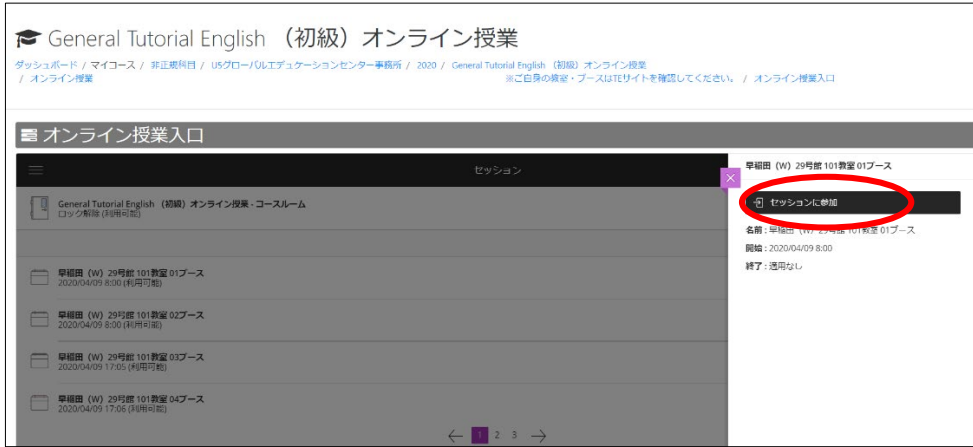 General Tutorial English （初級）オンライン授業
ダッシュボード / マイコース / 非正規科目 / US グローバルエデュケーションセンター事務所 / 2020 / General Tutorial English （初級）オンライン授業
/ オンライン授業 ※ご自身の教室・ブースはTEサイトを確認してください。 / オンライン授業入口
オンライン授業入口
セッション
General Tutorial English （初級）オンライン授業 - コースルーム
ロック解除 (利用可能)
早稲田（W）29号館 101教室 01ブース
2020/04/09 8:00 (利用可能)
早稲田（W）29号館 101教室 02ブース
2020/04/09 8:00 (利用可能)
早稲田（W）29号館 101教室 03ブース
2020/04/09 17:05 (利用可能)
早稲田（W）29号館 101教室 04ブース
2020/04/09 17:06 (利用可能)
1 2 3
早稲田（W）29号館 101教室 01ブース
セッションに参加
名前 : 早稲田（W）29号館 101教室 01ブース
開始 : 2020/04/09 8:00
終了 : 適用なし